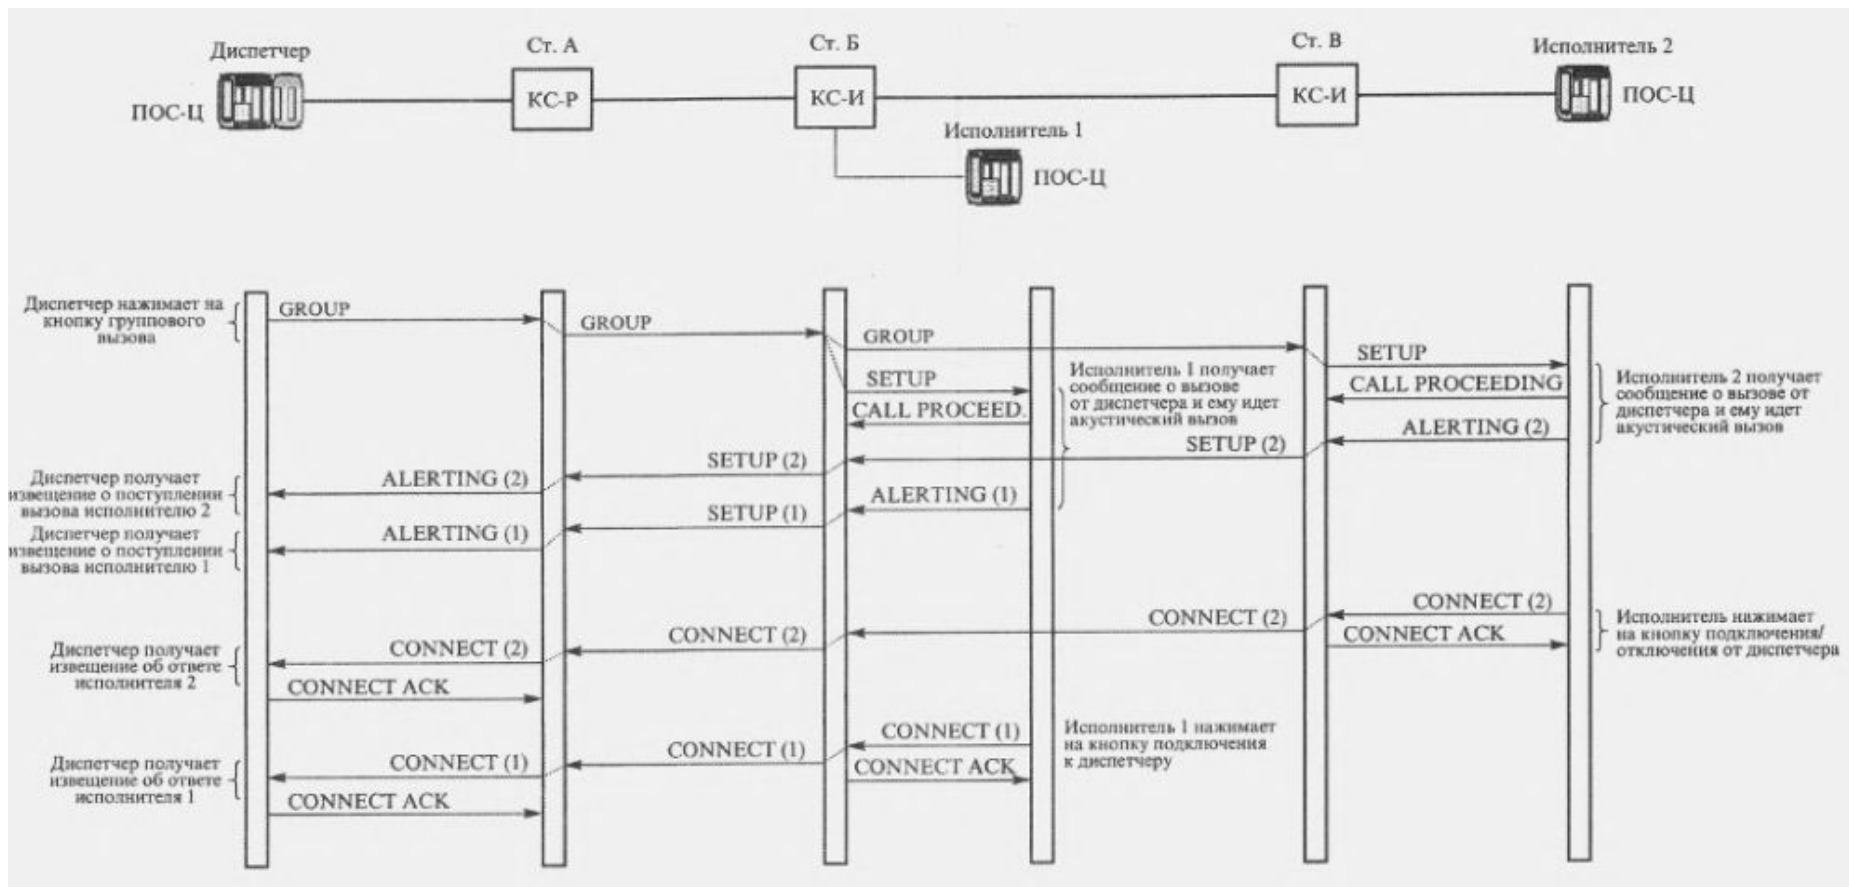 Диспетчер
Ст. А
Ст. Б
Ст. В
Исполнитель 2
ПОС-Ц
КС-Р
КС-И
КС-И
ПОС-Ц
Исполнитель 1
ПОС-Ц
Диспетчер нажимает на
кнопку группового
вызова
GROUP
GROUP
GROUP
SETUP
CALL PROCEEDING
ALERTING (2)
Исполнитель 2 получает
сообщение о вызове от
диспетчера и ему идет
акустический вызов
SETUP
CALL PROCEED.
Исполнитель 1 получает
сообщение о вызове
от диспетчера и ему идет
акустический вызов
SETUP (2)
SETUP (2)
ALERTING (2)
Диспетчер получает
извещение о поступлении
вызова исполнителю 2
ALERTING (1)
SETUP (1)
ALERTING (1)
Диспетчер получает
извещение о поступлении
вызова исполнителю 1
CONNECT (2)
CONNECT ACK
Исполнитель нажимает
на кнопку подключения/
отключения от диспетчера
CONNECT (2)
CONNECT (2)
CONNECT (2)
CONNECT ACK
Диспетчер получает
извещение об ответе
исполнителя 2
CONNECT (1)
CONNECT ACK
Исполнитель 1 нажимает
на кнопку подключения
к диспетчеру
CONNECT (1)
CONNECT (1)
CONNECT ACK
Диспетчер получает
извещение об ответе
исполнителя 1